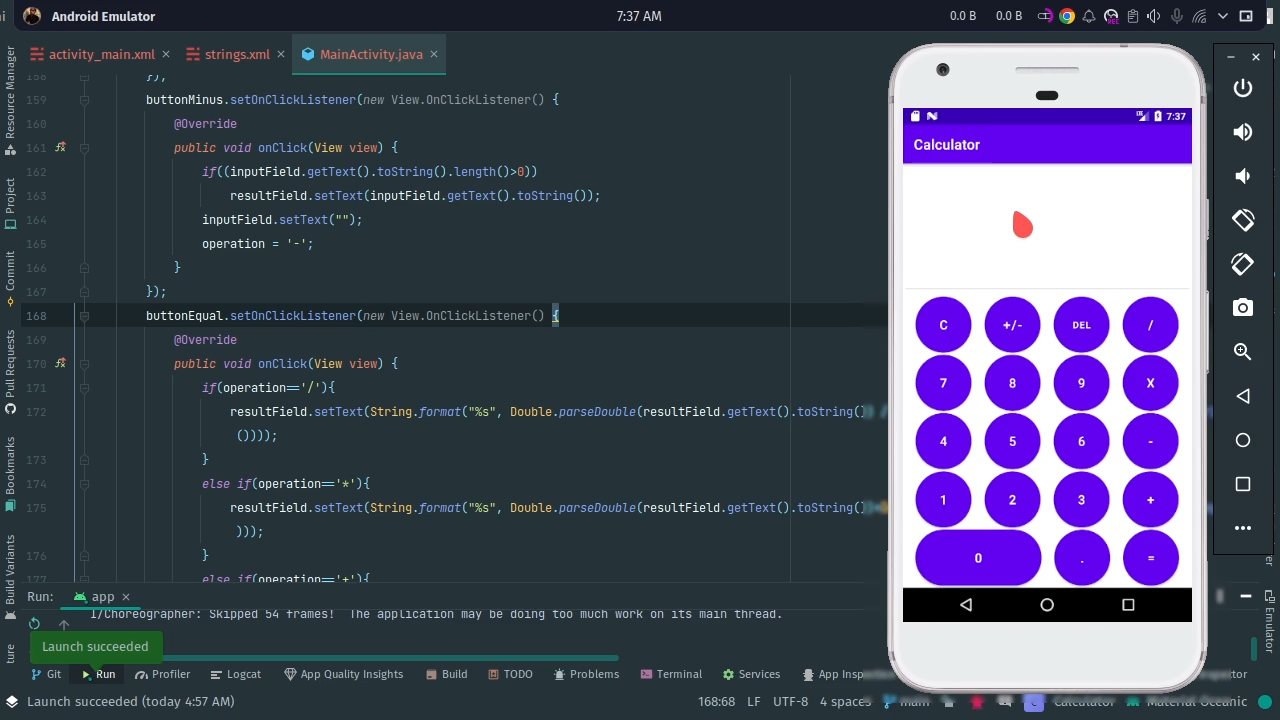 Android Emulator
7:37 AM
0.0 B 0.0 B
REC
activity_main.xml
strings.xml
MainActivity.java
Resource Manager
Project
Commit
Pull Requests
Bookmarks
Build Variants
158 });
159 buttonMinus.setOnClickListener(new View.OnClickListener() {
160 @Override
161 public void onClick(View view) {
162 if((inputField.getText().toString().length()>0))
163 resultField.setText(inputField.getText().toString());
164 inputField.setText("");
165 operation = '-';
166 }
167 });
168 buttonEqual.setOnClickListener(new View.OnClickListener() {
169 @Override
170 public void onClick(View view) {
171 if(operation=='/'){
172 resultField.setText(String.format("%s", Double.parseDouble(resultField.getText().toString()
())));
173 }
174 else if(operation=='*'){
175 resultField.setText(String.format("%s", Double.parseDouble(resultField.getText().toString()
)));
176 }
177 else if(operation=='+'){
7:37
Calculator
C +/- DEL /
7 8 9 X
4 5 6 -
1 2 3 +
0 . =
Run: app
I/Choreographer: Skipped 54 frames! The application may be doing too much work on its main thread.
Launch succeeded
Emulator
Git Run Profiler Logcat App Quality Insights Build TODO Problems Terminal Services App Inspe
Launch succeeded (today 4:57 AM)
168:68 LF UTF-8 4 spaces main Calculator Material Oceanic